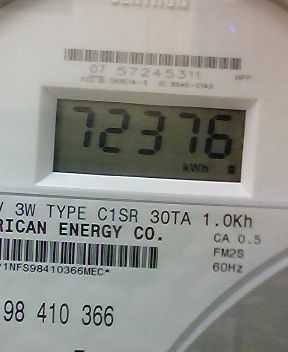 07 57245311
72376
kWh
V 3W TYPE C1SR 30TA 1.0Kh
RICAN ENERGY CO.
CA 0.5
FM2S
60Hz
1NFS98410366MEC*
98 410 366